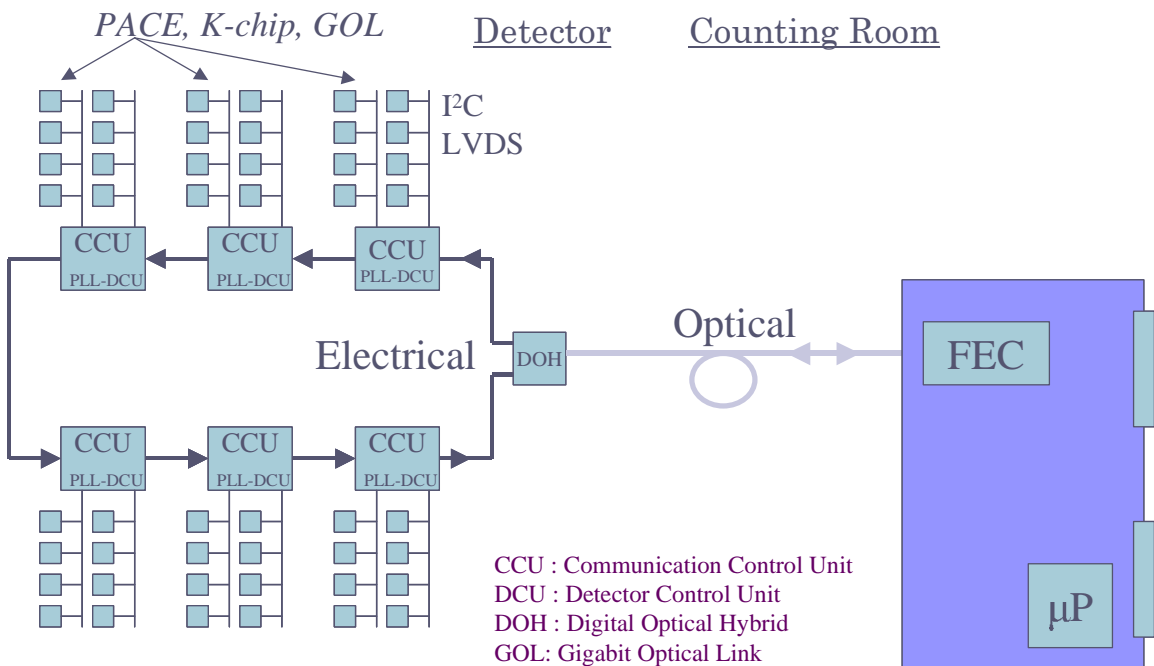 PACE, K-chip, GOL
Detector
Counting Room
I²C
LVDS
CCU
PLL-DCU
CCU
PLL-DCU
CCU
PLL-DCU
Electrical
DOH
Optical
FEC
CCU
PLL-DCU
CCU
PLL-DCU
CCU
PLL-DCU
μP
CCU : Communication Control Unit
DCU : Detector Control Unit
DOH : Digital Optical Hybrid
GOL: Gigabit Optical Link